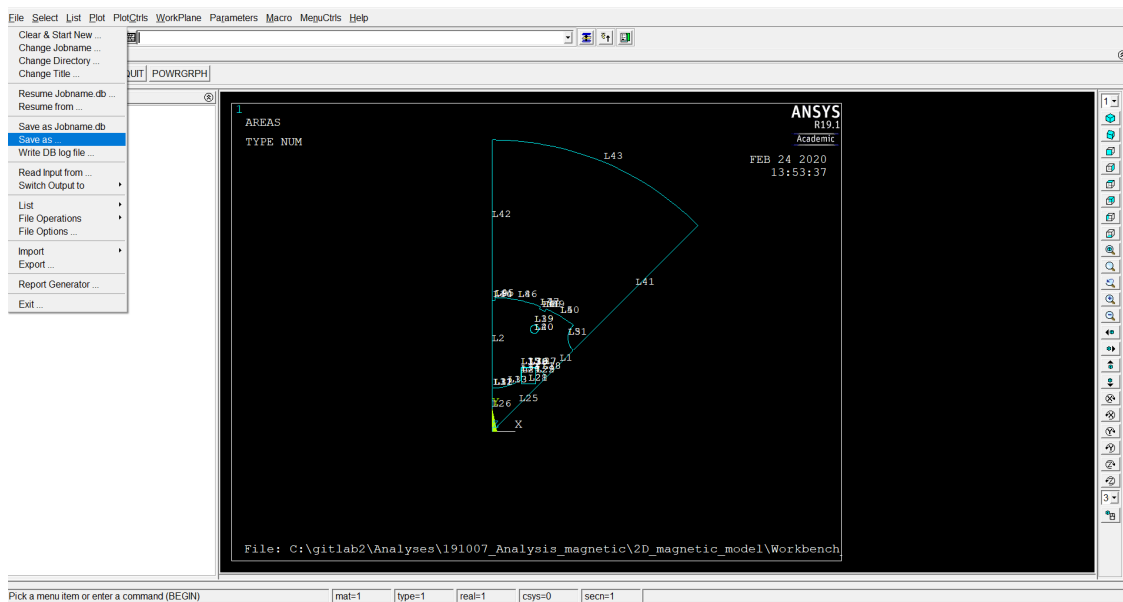 File Select List Plot PlotCtrls WorkPlane Parameters Macro MenuCtrls Help
Clear & Start New ...
Change Jobname ...
Change Directory ...
Change Title ...
Resume Jobname.db ...
Resume from ...
Save as Jobname.db
Save as ...
Write DB log file ...
Read Input from ...
Switch Output to
List
File Operations
File Options ...
Import
Export ...
Report Generator ...
Exit ...
POWRGRPH
1
AREAS
TYPE NUM
ANSYS
R19.1
Academic
FEB 24 2020
13:53:37
L43
L42
L41
L2
L1
L25
L26
X
File: C:\gitlab2\Analyses\191007_Analysis_magnetic\2D_magnetic_model\Workbench_
1
3
Pick a menu item or enter a command (BEGIN)
mat=1
type=1
real=1
csys=0
secn=1